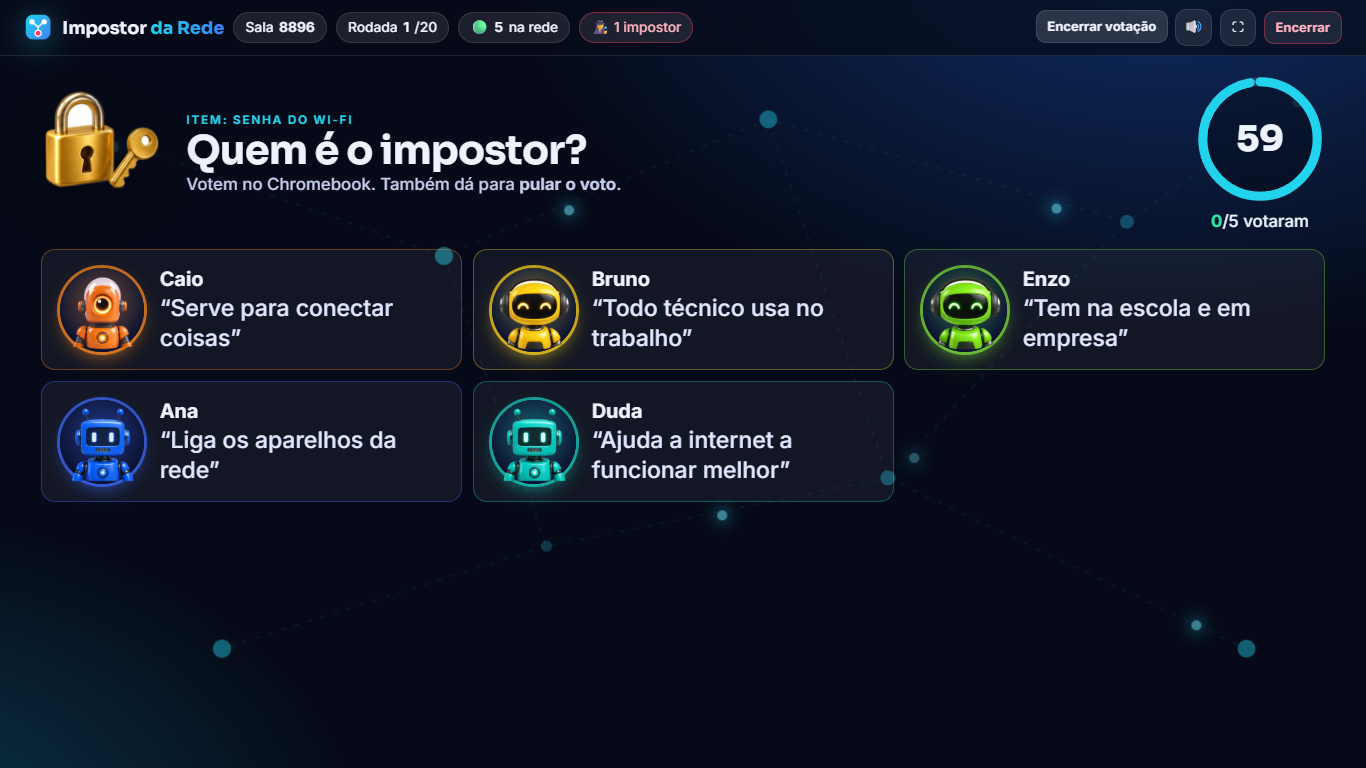 Impostor da Rede
Sala 8896
Rodada 1 /20
5 na rede
1 impostor
Encerrar votação
Encerrar
ITEM: SENHA DO WI-FI
Quem é o impostor?
Votem no Chromebook. Também dá para pular o voto.
59
0/5 votaram
Caio
“Serve para conectar
coisas”
Bruno
“Todo técnico usa no
trabalho”
Enzo
“Tem na escola e em
empresa”
Ana
“Liga os aparelhos da
rede”
Duda
“Ajuda a internet a
funcionar melhor”